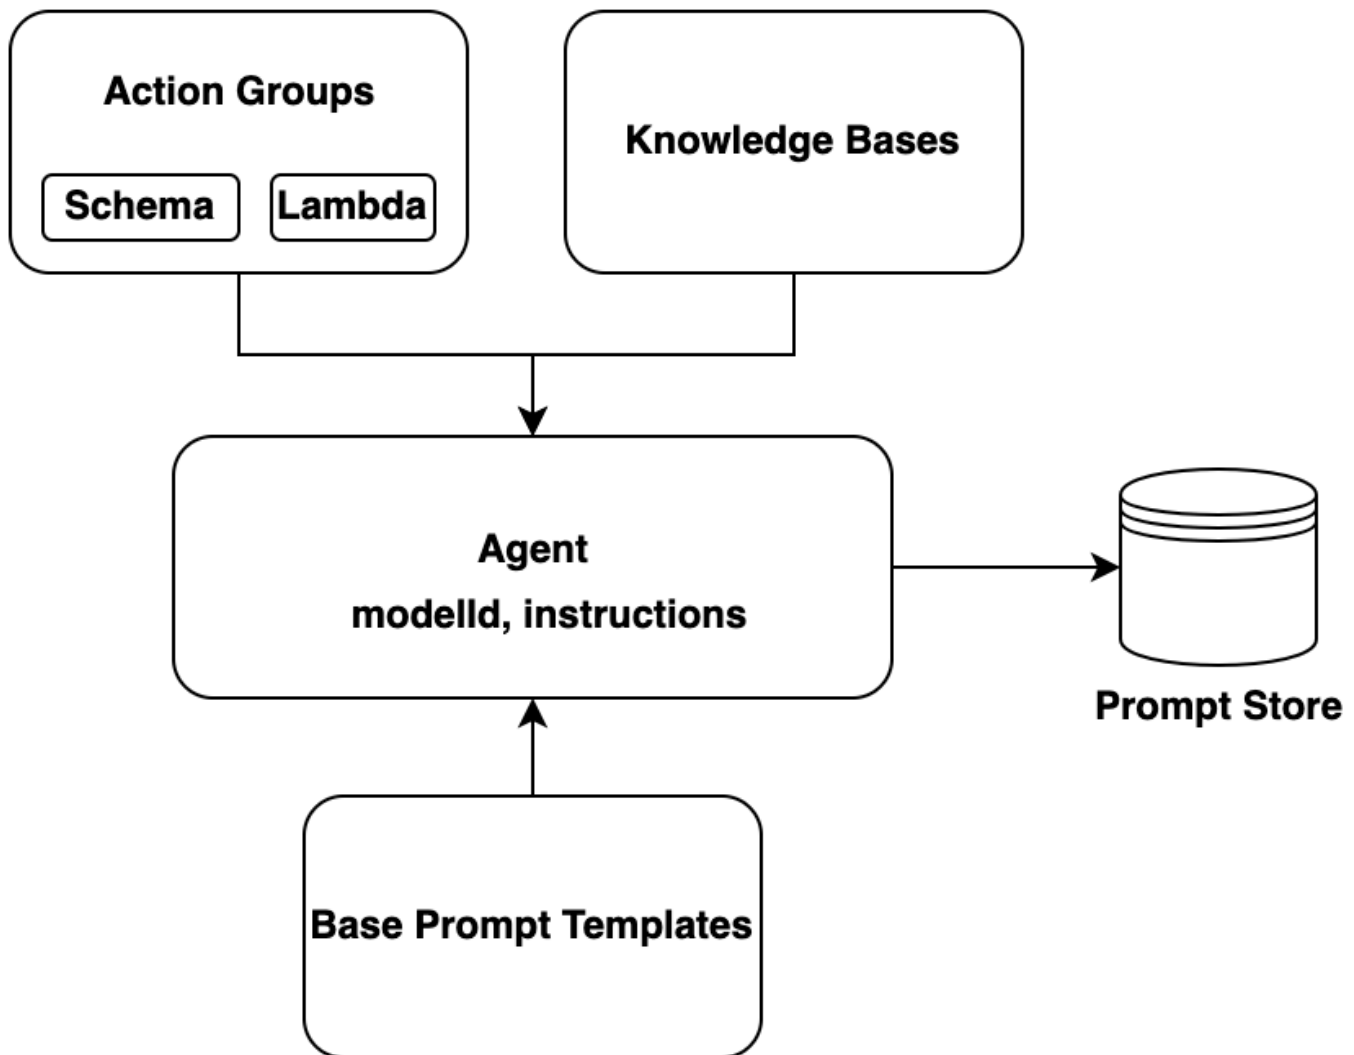 Action Groups
Schema
Lambda
Knowledge Bases
Agent
modelId, instructions
Prompt Store
Base Prompt Templates